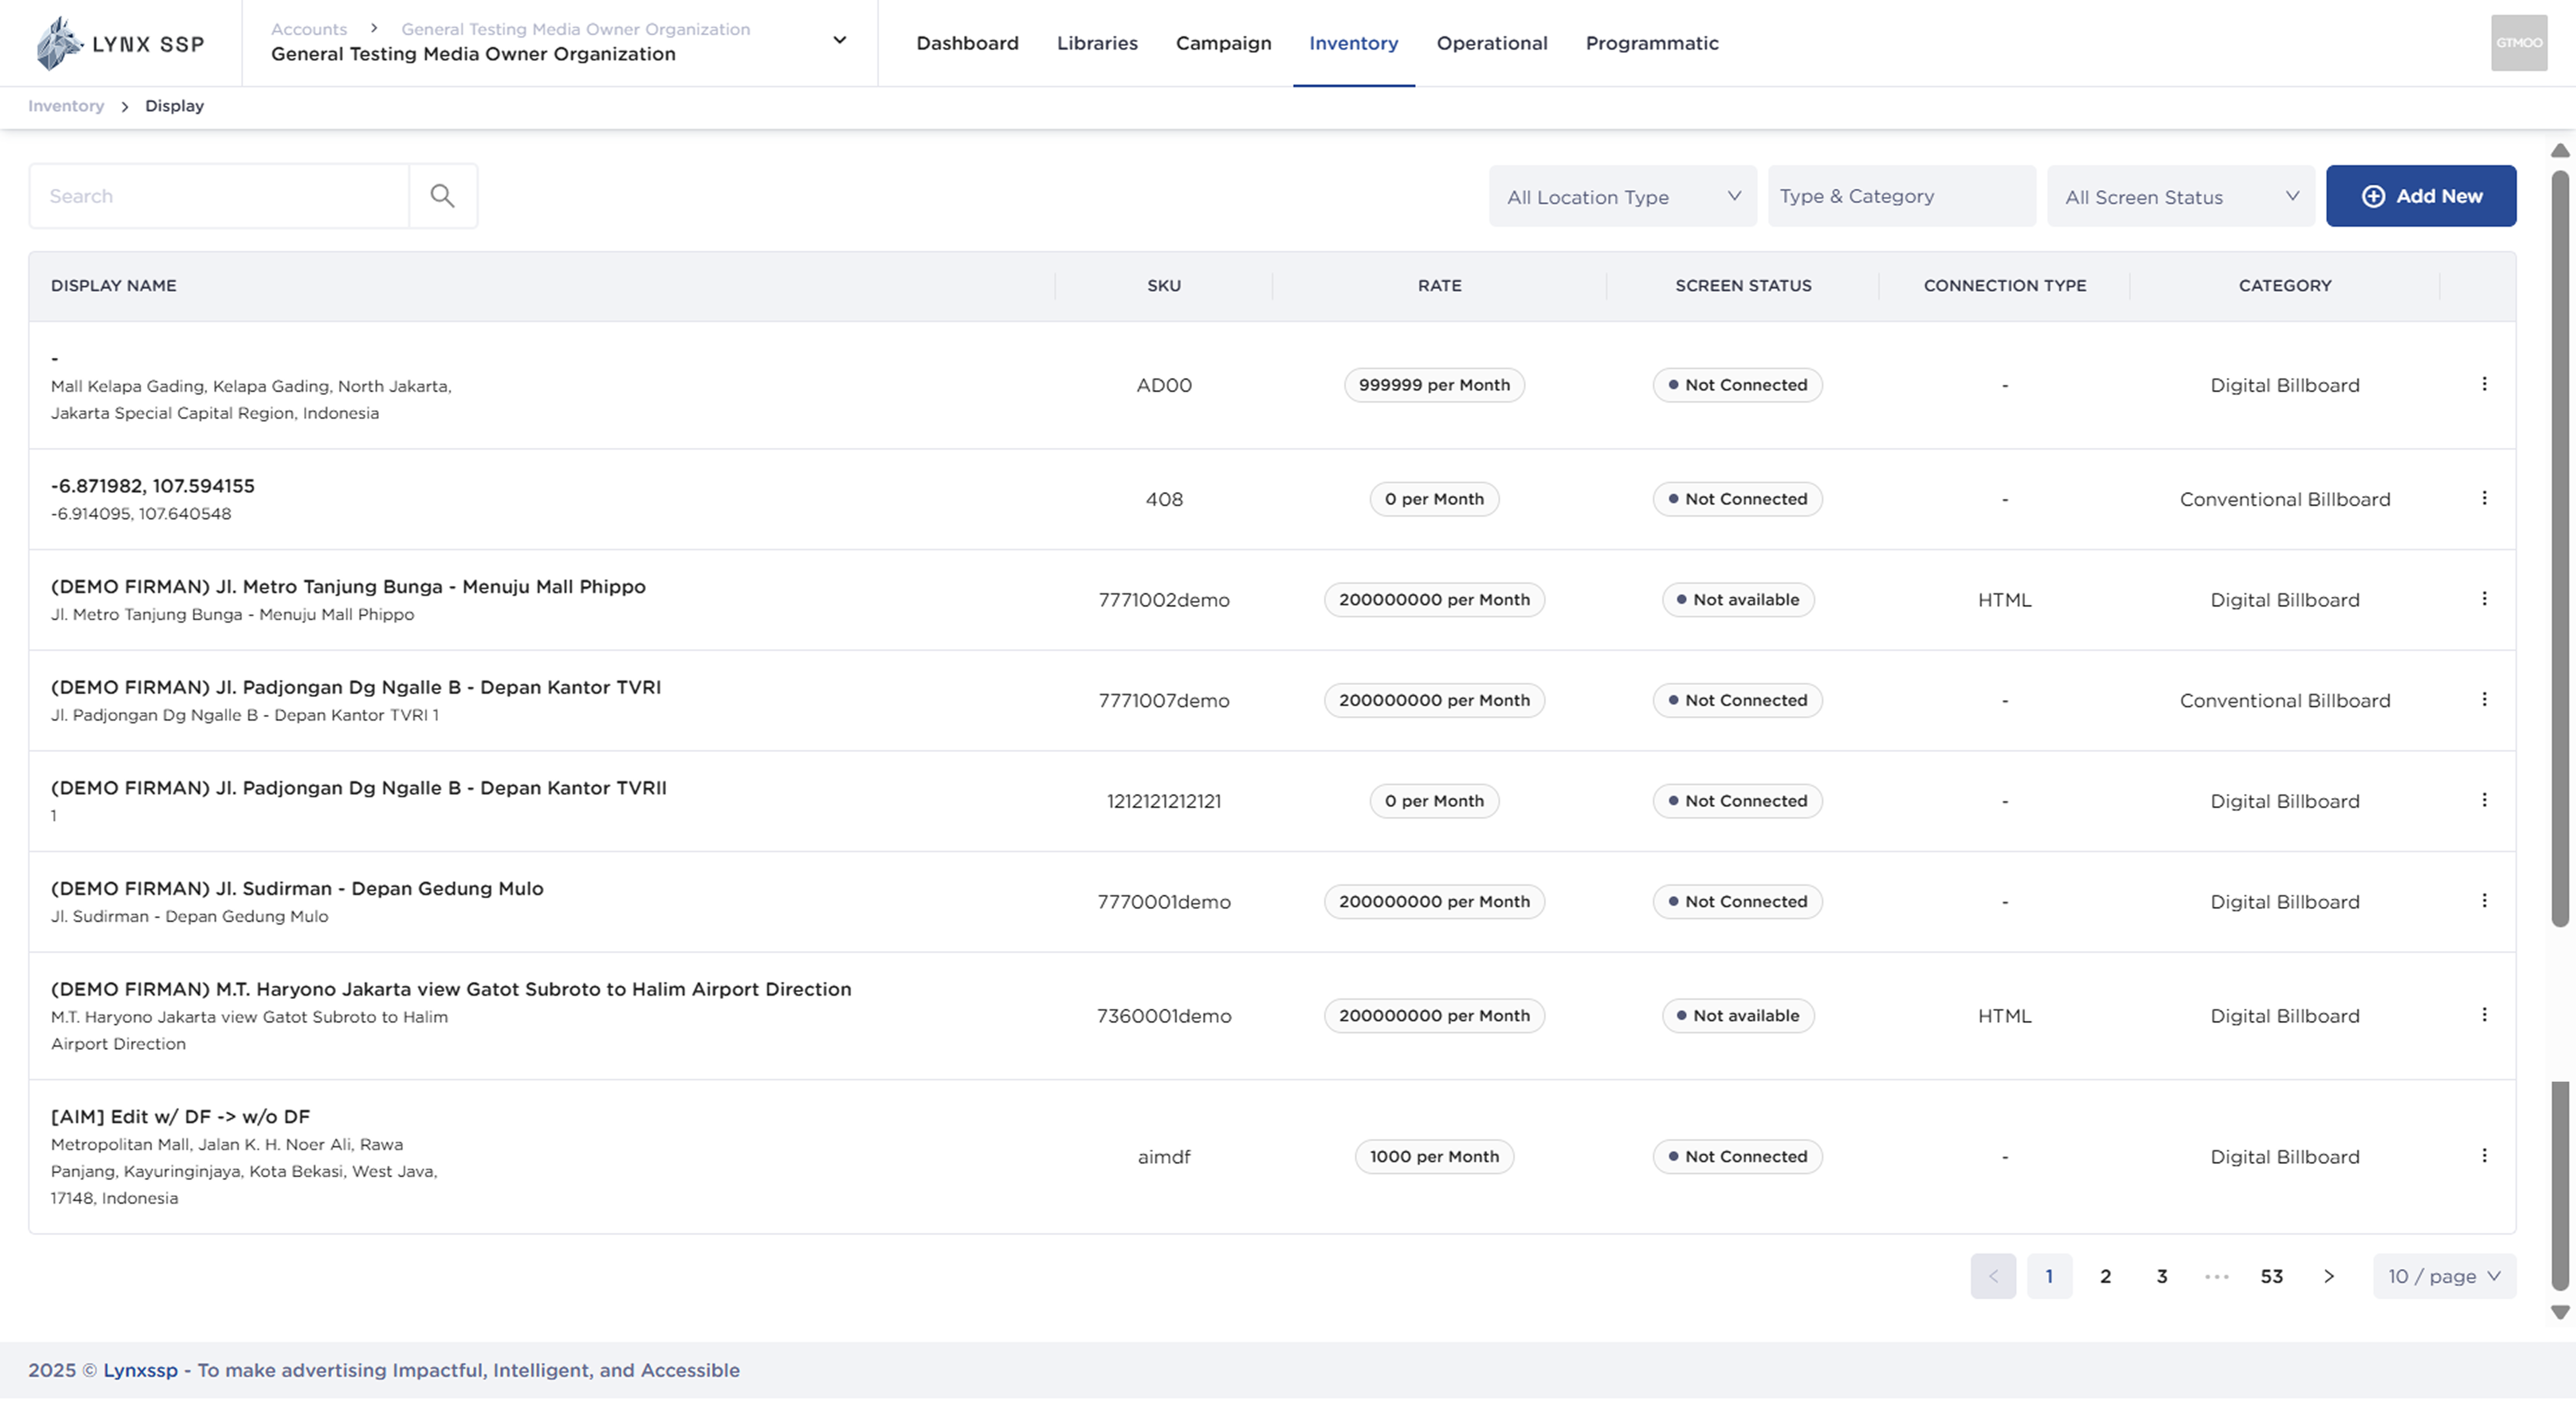 LYNX SSP
Accounts > General Testing Media Owner Organization
General Testing Media Owner Organization
Dashboard Libraries Campaign Inventory Operational Programmatic
GTMOO
Inventory > Display
Search
All Location Type Type & Category All Screen Status Add New
DISPLAY NAME SKU RATE SCREEN STATUS CONNECTION TYPE CATEGORY
-
Mall Kelapa Gading, Kelapa Gading, North Jakarta,
Jakarta Special Capital Region, Indonesia
AD00 999999 per Month Not Connected - Digital Billboard
-6.871982, 107.594155
-6.914095, 107.640548
408 0 per Month Not Connected - Conventional Billboard
(DEMO FIRMAN) Jl. Metro Tanjung Bunga - Menuju Mall Phippo
Jl. Metro Tanjung Bunga - Menuju Mall Phippo
7771002demo 200000000 per Month Not available HTML Digital Billboard
(DEMO FIRMAN) Jl. Padjongan Dg Ngalle B - Depan Kantor TVRI
Jl. Padjongan Dg Ngalle B - Depan Kantor TVRI 1
7771007demo 200000000 per Month Not Connected - Conventional Billboard
(DEMO FIRMAN) Jl. Padjongan Dg Ngalle B - Depan Kantor TVRII
1
1212121212121 0 per Month Not Connected - Digital Billboard
(DEMO FIRMAN) Jl. Sudirman - Depan Gedung Mulo
Jl. Sudirman - Depan Gedung Mulo
7770001demo 200000000 per Month Not Connected - Digital Billboard
(DEMO FIRMAN) M.T. Haryono Jakarta view Gatot Subroto to Halim Airport Direction
M.T. Haryono Jakarta view Gatot Subroto to Halim
Airport Direction
7360001demo 200000000 per Month Not available HTML Digital Billboard
[AIM] Edit w/ DF -> w/o DF
Metropolitan Mall, Jalan K. H. Noer Ali, Rawa
Panjang, Kayuringinjaya, Kota Bekasi, West Java,
17148, Indonesia
aimdf 1000 per Month Not Connected - Digital Billboard
< 1 2 3 ••• 53 > 10 / page
2025 © Lynxssp - To make advertising Impactful, Intelligent, and Accessible